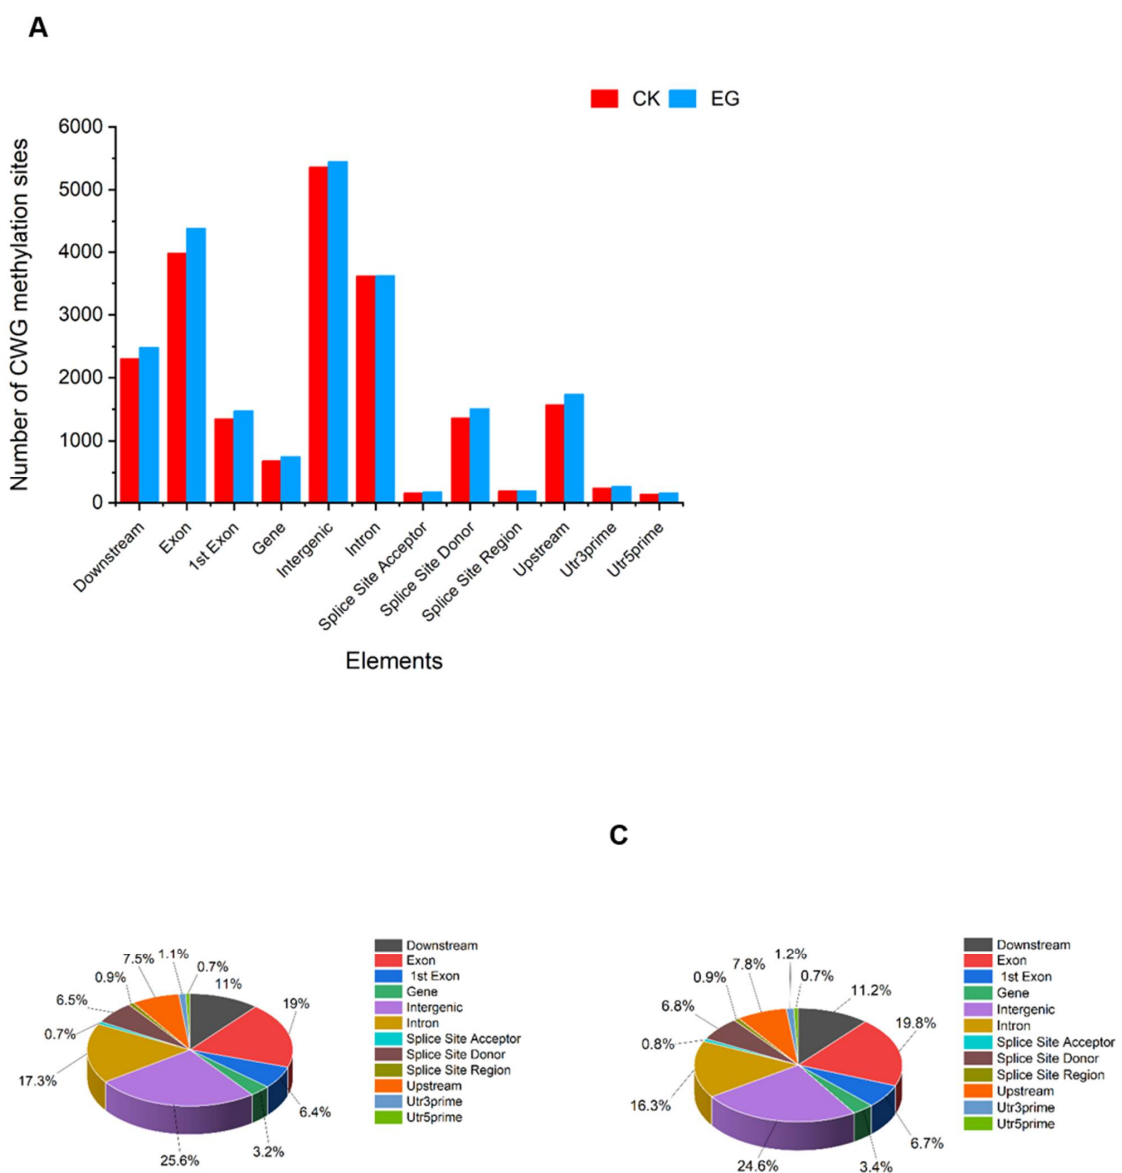 A
CK EG
Number of CWG methylation sites
6000
5000
4000
3000
2000
1000
0
Downstream
Exon
1st Exon
Gene
Intergenic
Intron
Splice Site Acceptor
Splice Site Donor
Splice Site Region
Upstream
Utr3prime
Utr5prime
Elements
11%
19%
6.4%
3.2%
25.6%
17.3%
0.7%
6.5%
0.9%
7.5%
1.1%
0.7%
Downstream
Exon
1st Exon
Gene
Intergenic
Intron
Splice Site Acceptor
Splice Site Donor
Splice Site Region
Upstream
Utr3prime
Utr5prime
C
11.2%
19.8%
6.7%
3.4%
24.6%
16.3%
0.8%
6.8%
0.9%
7.8%
1.2%
0.7%
Downstream
Exon
1st Exon
Gene
Intergenic
Intron
Splice Site Acceptor
Splice Site Donor
Splice Site Region
Upstream
Utr3prime
Utr5prime